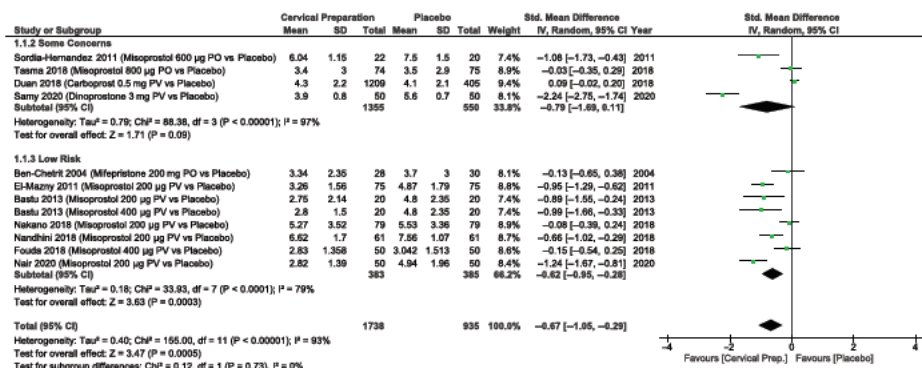 Cervical Preparation Placebo Std. Mean Difference Std. Mean Difference
Study or Subgroup Mean SD Total Mean SD Total Weight IV, Random, 95% CI Year IV, Random, 95% CI
1.1.2 Some Concerns
Sordia-Hernandez 2011 (Misoprostol 600 µg PO vs Placebo) 6.04 1.15 22 7.5 1.5 20 7.4% −1.08 [−1.73, −0.43] 2011
Tasma 2018 (Misoprostol 800 µg PO vs Placebo) 3.4 3 74 3.5 2.9 75 9.1% −0.03 [−0.35, 0.29] 2018
Duan 2018 (Carboprost 0.5 mg PV vs Placebo) 4.3 2.2 1209 4.1 2.1 405 9.8% 0.09 [−0.02, 0.20] 2018
Samy 2020 (Dinoprostone 3 mg PV vs Placebo) 3.9 0.8 50 5.6 0.7 50 −2.24 [−2.75, −1.74] 2020
Subtotal (95% CI) 1355 550 33.8% −0.79 [−1.69, 0.11]
Heterogeneity: Tau² = 0.79; Chi² = 88.38, df = 3 (P < 0.00001); I² = 97%
Test for overall effect: Z = 1.71 (P = 0.09)
1.1.3 Low Risk
Ben-Chetrit 2004 (Mifepristone 200 mg PO vs Placebo) 3.34 2.35 28 3.7 3 30 8.1% −0.13 [−0.65, 0.38] 2004
El-Mazny 2011 (Misoprostol 200 µg PV vs Placebo) 3.26 1.56 75 4.87 1.79 75 9.0% −0.95 [−1.29, −0.62] 2011
Bastu 2013 (Misoprostol 200 µg PV vs Placebo) 2.75 2.14 20 4.8 2.35 20 7.4% −0.89 [−1.55, −0.24] 2013
Bastu 2013 (Misoprostol 400 µg PV vs Placebo) 2.8 1.5 20 4.8 2.35 20 7.2% −0.99 [−1.66, −0.33] 2013
Nakano 2018 (Misoprostol 200 µg PV vs Placebo) 5.27 3.52 79 5.53 3.36 79 9.1% −0.08 [−0.39, 0.24] 2018
Nandhini 2018 (Misoprostol 200 µg PV vs Placebo) 6.62 1.7 61 7.56 1.07 61 8.9% −0.66 [−1.02, −0.29] 2018
Fouda 2018 (Misoprostol 400 µg PV vs Placebo) 2.83 1.358 50 3.042 1.513 50 −0.15 [−0.54, 0.25] 2018
Nair 2020 (Misoprostol 200 µg PV vs Placebo) 2.82 1.39 50 4.94 1.96 50 −1.24 [−1.67, −0.81] 2020
Subtotal (95% CI) 383 385 66.2% −0.62 [−0.95, −0.28]
Heterogeneity: Tau² = 0.18; Chi² = 33.93, df = 7 (P < 0.0001); I² = 79%
Test for overall effect: Z = 3.63 (P = 0.0003)
Total (95% CI) 1738 935 100.0% −0.67 [−1.05, −0.29]
Heterogeneity: Tau² = 0.40; Chi² = 155.00, df = 11 (P < 0.00001); I² = 93%
Test for overall effect: Z = 3.47 (P = 0.0005)
Test for subgroup differences: Chi² = 0.12, df = 1 (P = 0.73), I² = 0%
−4 −2 0 2 4
Favours [Cervical Prep.] Favours [Placebo]